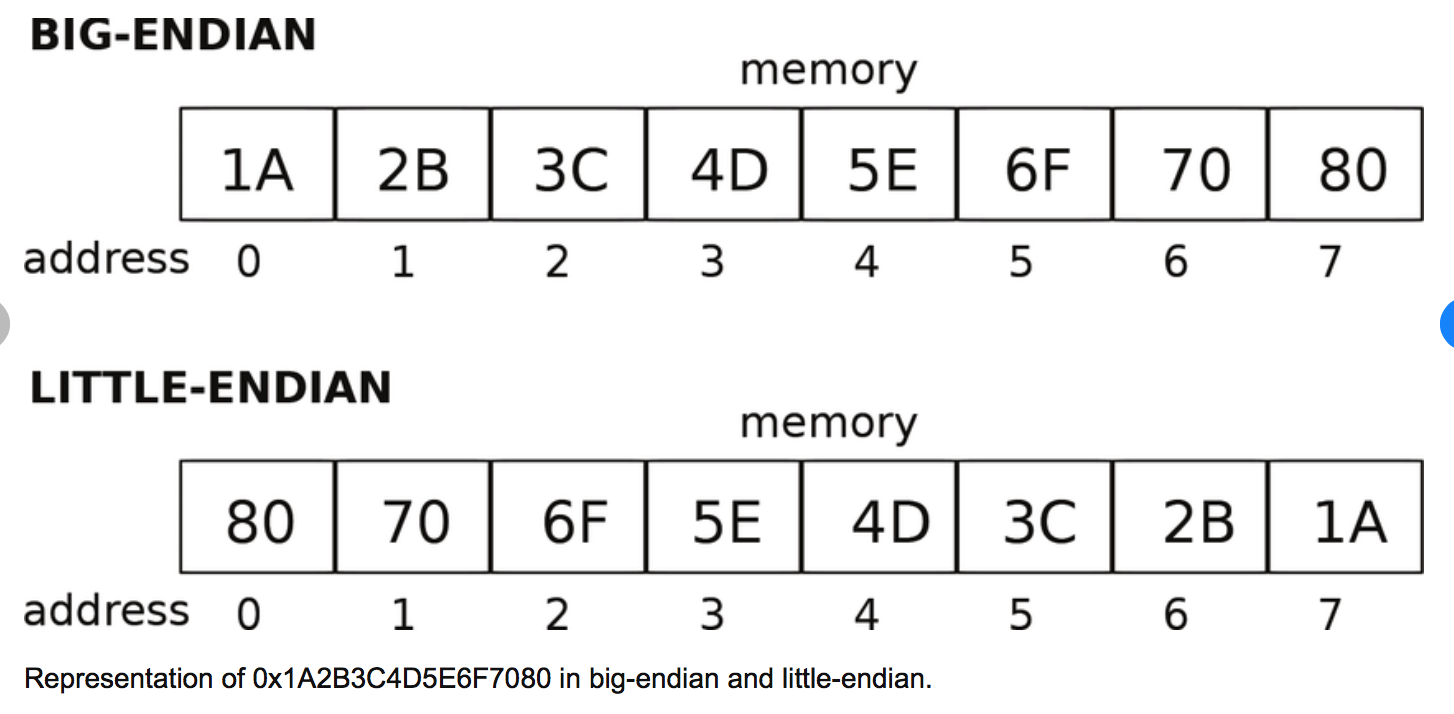 BIG-ENDIAN
memory
1A 2B 3C 4D 5E 6F 70 80
address 0 1 2 3 4 5 6 7
LITTLE-ENDIAN
memory
80 70 6F 5E 4D 3C 2B 1A
address 0 1 2 3 4 5 6 7
Representation of 0x1A2B3C4D5E6F7080 in big-endian and little-endian.